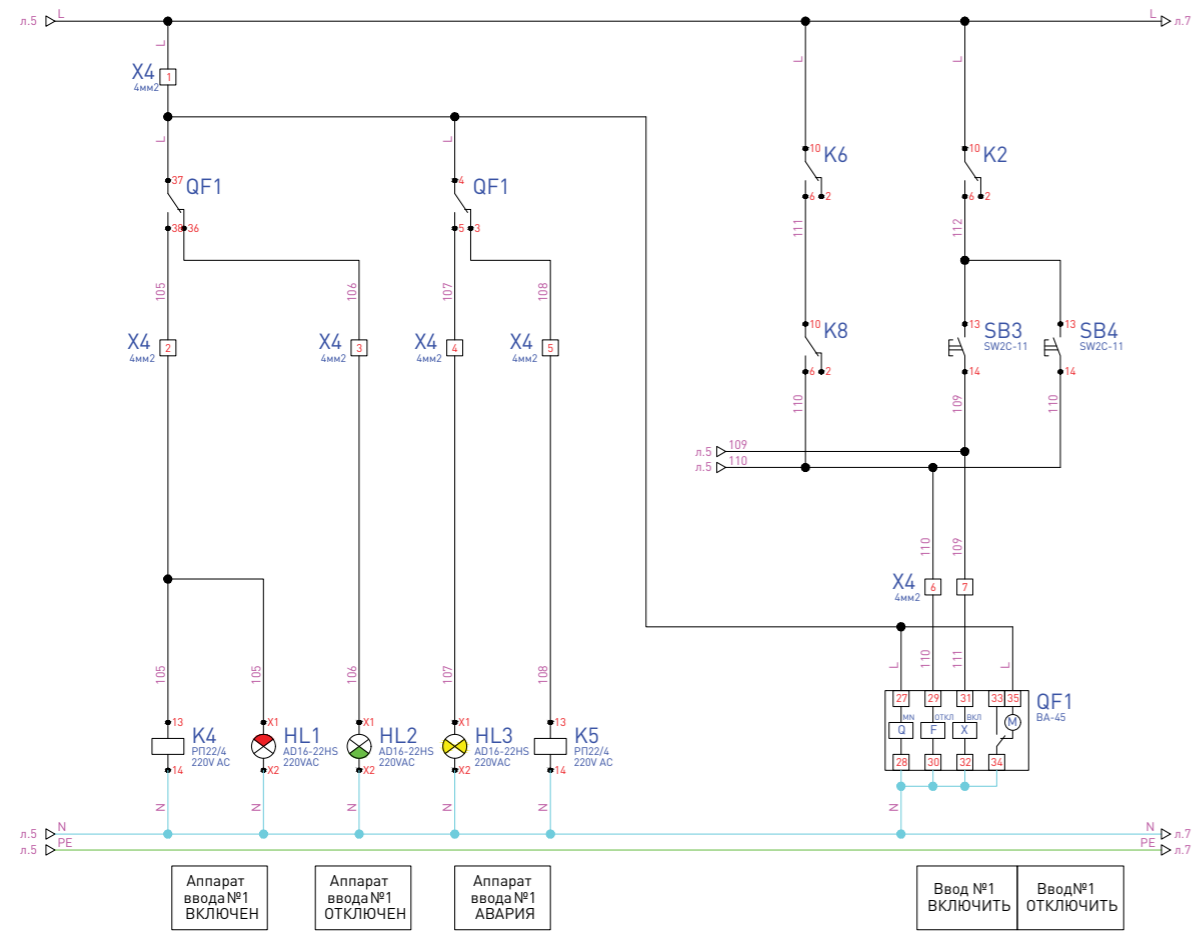 L
л.5
L
л.7
L
X4
1
4мм2
L
L
L
L
37
QF1
38
36
4
QF1
5
3
10
K6
6
2
10
K2
6
2
111
112
105
106
107
108
X4
2
4мм2
X4
3
4мм2
X4
4
4мм2
X4
5
4мм2
10
K8
6
2
13
SB3
SW2C-11
14
13
SB4
SW2C-11
14
110
109
110
л.5
109
л.5
110
110
109
X4
6
4мм2
7
105
105
106
107
108
L
110
111
L
27
29
31
33
35
QF1
BA-45
MN
ОТКЛ
ВКЛ
Q
F
X
M
28
30
32
34
13
K4
РП22/4
220V AC
14
X1
HL1
AD16-22HS
220VAC
X2
X1
HL2
AD16-22HS
220VAC
X2
X1
HL3
AD16-22HS
220VAC
X2
13
K5
РП22/4
220V AC
14
N
N
N
N
N
N
л.5
N
N
л.7
л.5
PE
PE
л.7
Аппарат
ввода№1
ВКЛЮЧЕН
Аппарат
ввода№1
ОТКЛЮЧЕН
Аппарат
ввода№1
АВАРИЯ
Ввод №1
ВКЛЮЧИТЬ
Ввод№1
ОТКЛЮЧИТЬ